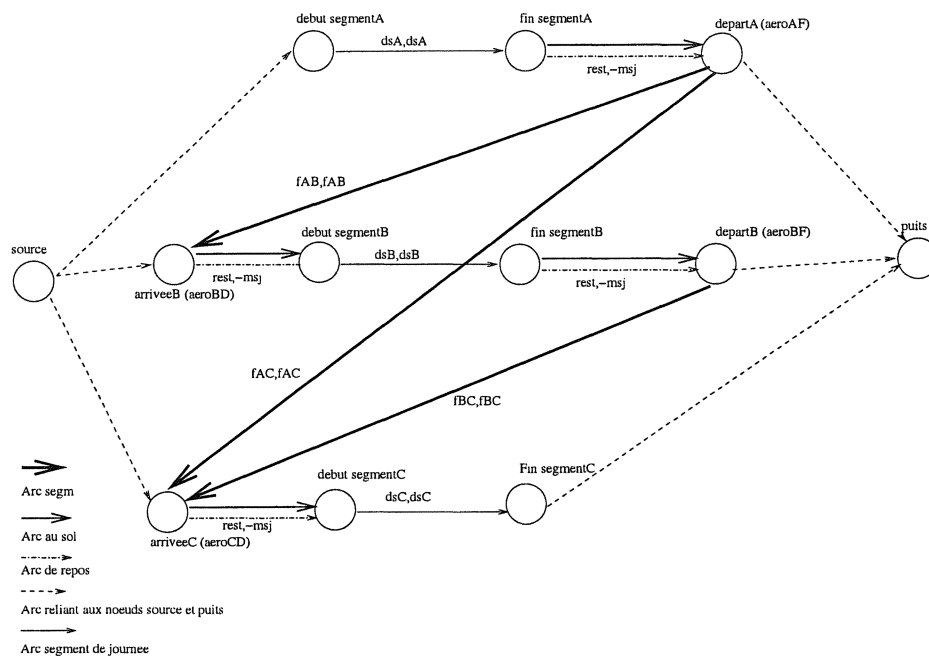 debut segmentA
fin segmentA
departA (aeroAF)
dsA,dsA
rest,−msj
fAB,fAB
source
debut segmentB
fin segmentB
departB (aeroBF)
puits
dsB,dsB
rest,−msj
rest,−msj
arriveeB (aeroBD)
fAC,fAC
fBC,fBC
debut segmentC
Fin segmentC
dsC,dsC
rest,−msj
arriveeC (aeroCD)
Arc segm
Arc au sol
Arc de repos
Arc reliant aux noeuds source et puits
Arc segment de journee